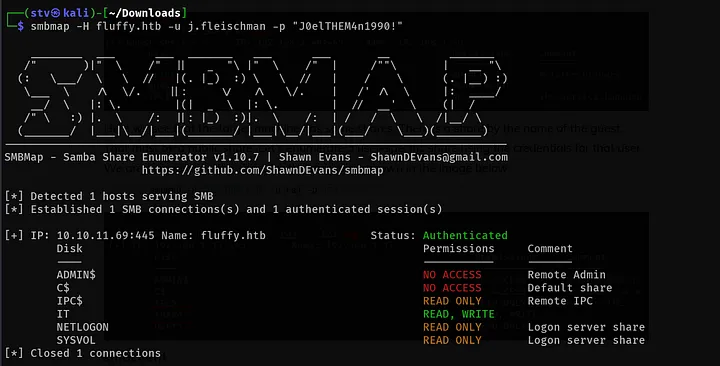 ┌──(stv㉿kali)-[~/Downloads]
└─$ smbmap -H fluffy.htb -u j.fleischman -p "J0elTHEM4n1990!"
SMBMap - Samba Share Enumerator v1.10.7 | Shawn Evans - ShawnDEvans@gmail.com
https://github.com/ShawnDEvans/smbmap
[*] Detected 1 hosts serving SMB
[*] Established 1 SMB connections(s) and 1 authenticated session(s)
[+] IP: 10.10.11.69:445 Name: fluffy.htb Status: Authenticated
Disk Permissions Comment
---- ----------- -------
ADMIN$ NO ACCESS Remote Admin
C$ NO ACCESS Default share
IPC$ READ ONLY Remote IPC
IT READ, WRITE
NETLOGON READ ONLY Logon server share
SYSVOL READ ONLY Logon server share
[*] Closed 1 connections